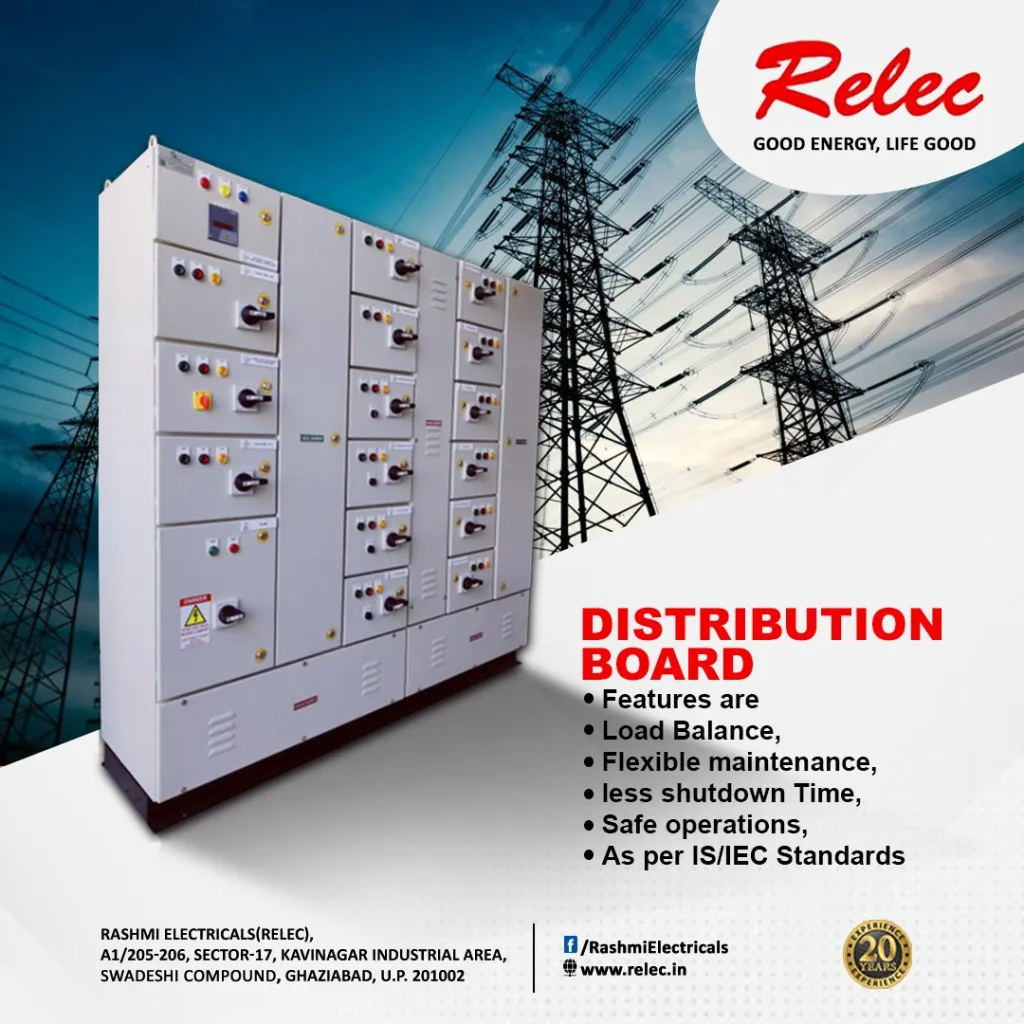 Relec
GOOD ENERGY, LIFE GOOD
DANGER
DISTRIBUTION
BOARD
• Features are
• Load Balance,
• Flexible maintenance,
• less shutdown Time,
• Safe operations,
• As per IS/IEC Standards
RASHMI ELECTRICALS(RELEC),
A1/205-206, SECTOR-17, KAVINAGAR INDUSTRIAL AREA,
SWADESHI COMPOUND, GHAZIABAD, U.P. 201002
/RashmiElectricals
www.relec.in
EXPERIENCE
20
YEARS
EXPERIENCE